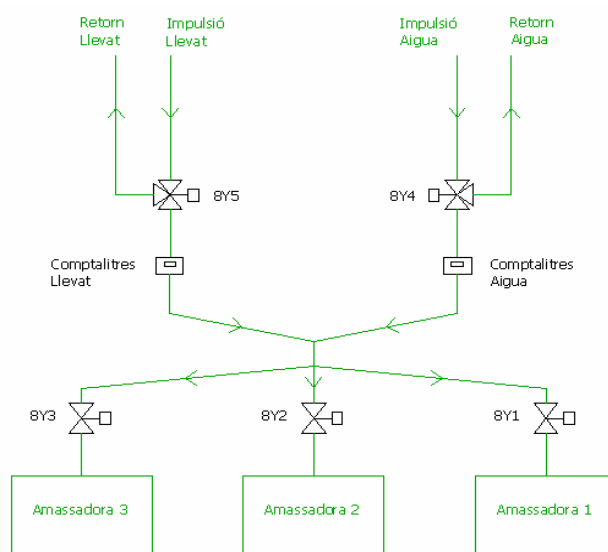 Retorn
Llevat
Impulsió
Llevat
Impulsió
Aigua
Retorn
Aigua
8Y5
8Y4
Comptalitres
Llevat
Comptalitres
Aigua
8Y3
8Y2
8Y1
Amassadora 3
Amassadora 2
Amassadora 1